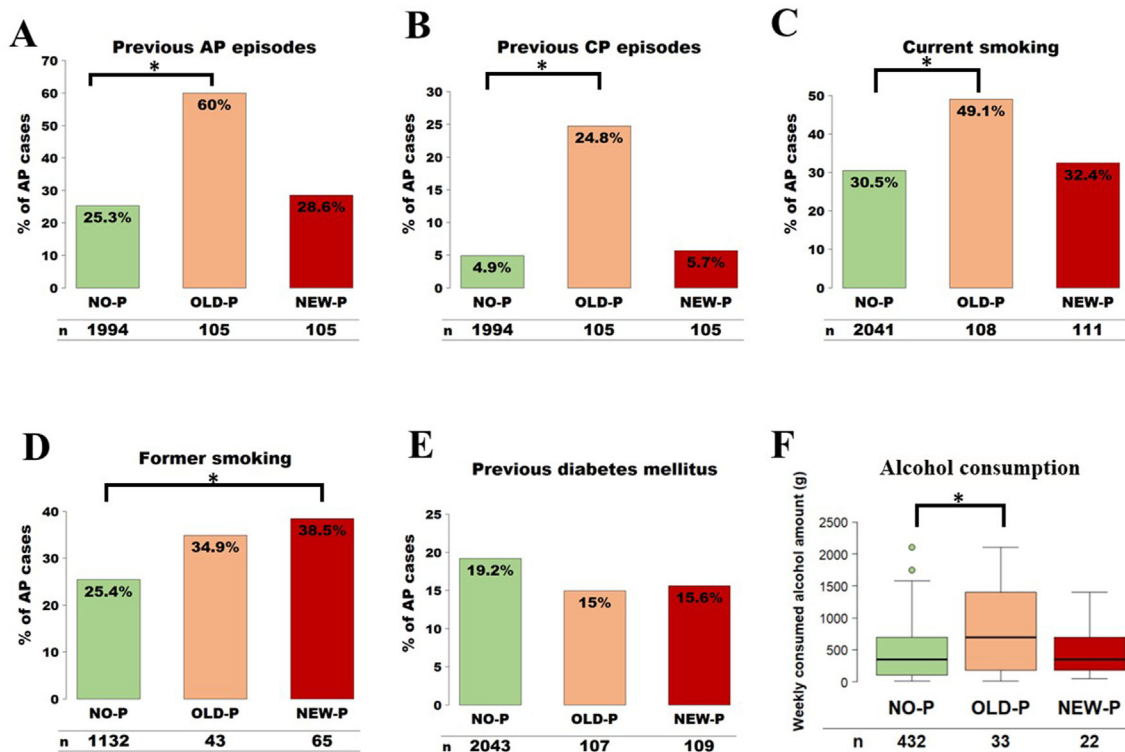 A
Previous AP episodes
*
% of AP cases
70
60
50
40
30
20
10
0
25.3%
60%
28.6%
NO-P OLD-P NEW-P
n 1994 105 105
B
Previous CP episodes
*
% of AP cases
30
25
20
15
10
5
0
4.9%
24.8%
5.7%
NO-P OLD-P NEW-P
n 1994 105 105
C
Current smoking
*
% of AP cases
50
40
30
20
10
0
30.5%
49.1%
32.4%
NO-P OLD-P NEW-P
n 2041 108 111
D
Former smoking
*
% of AP cases
40
30
20
10
0
25.4%
34.9%
38.5%
NO-P OLD-P NEW-P
n 1132 43 65
E
Previous diabetes mellitus
% of AP cases
25
20
15
10
5
0
19.2%
15%
15.6%
NO-P OLD-P NEW-P
n 2043 107 109
F
Alcohol consumption
*
Weekly consumed alcohol amount (g)
2500
2000
1500
1000
500
0
NO-P OLD-P NEW-P
n 432 33 22